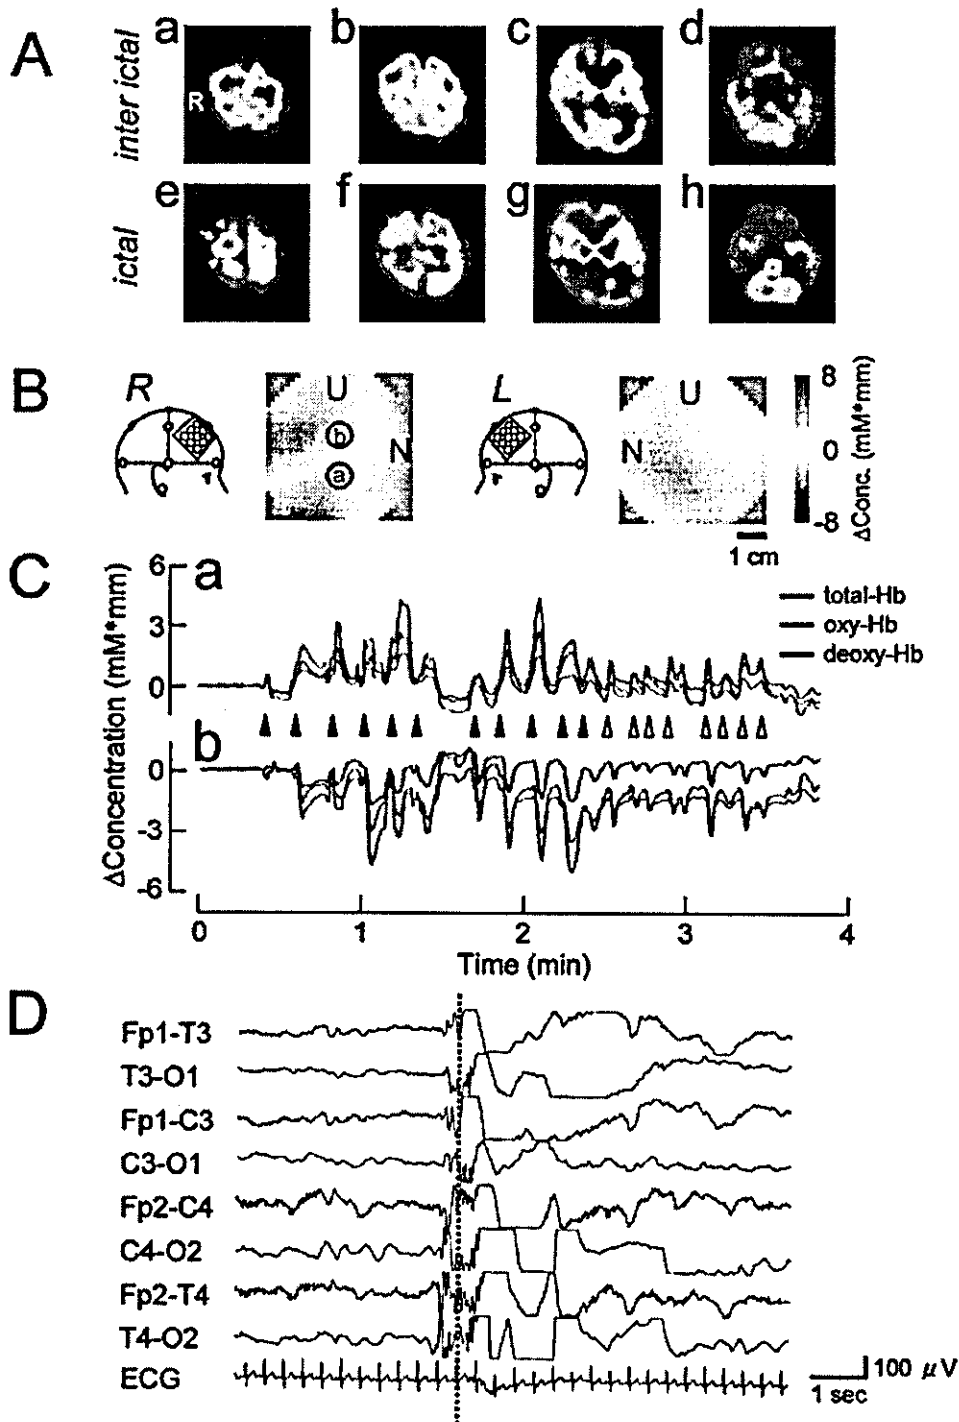 A
inter ictal
a
b
c
d
R
ictal
e
f
g
h
B
R
U
b
a
N
L
U
N
8
0
-8
ΔConc. (mM*mm)
1 cm
C
ΔConcentration (mM*mm)
a
6
3
0
total-Hb
oxy-Hb
deoxy-Hb
b
0
-3
-6
0
1
2
3
4
Time (min)
D
Fp1-T3
T3-O1
Fp1-C3
C3-O1
Fp2-C4
C4-O2
Fp2-T4
T4-O2
ECG
100 μV
1 sec